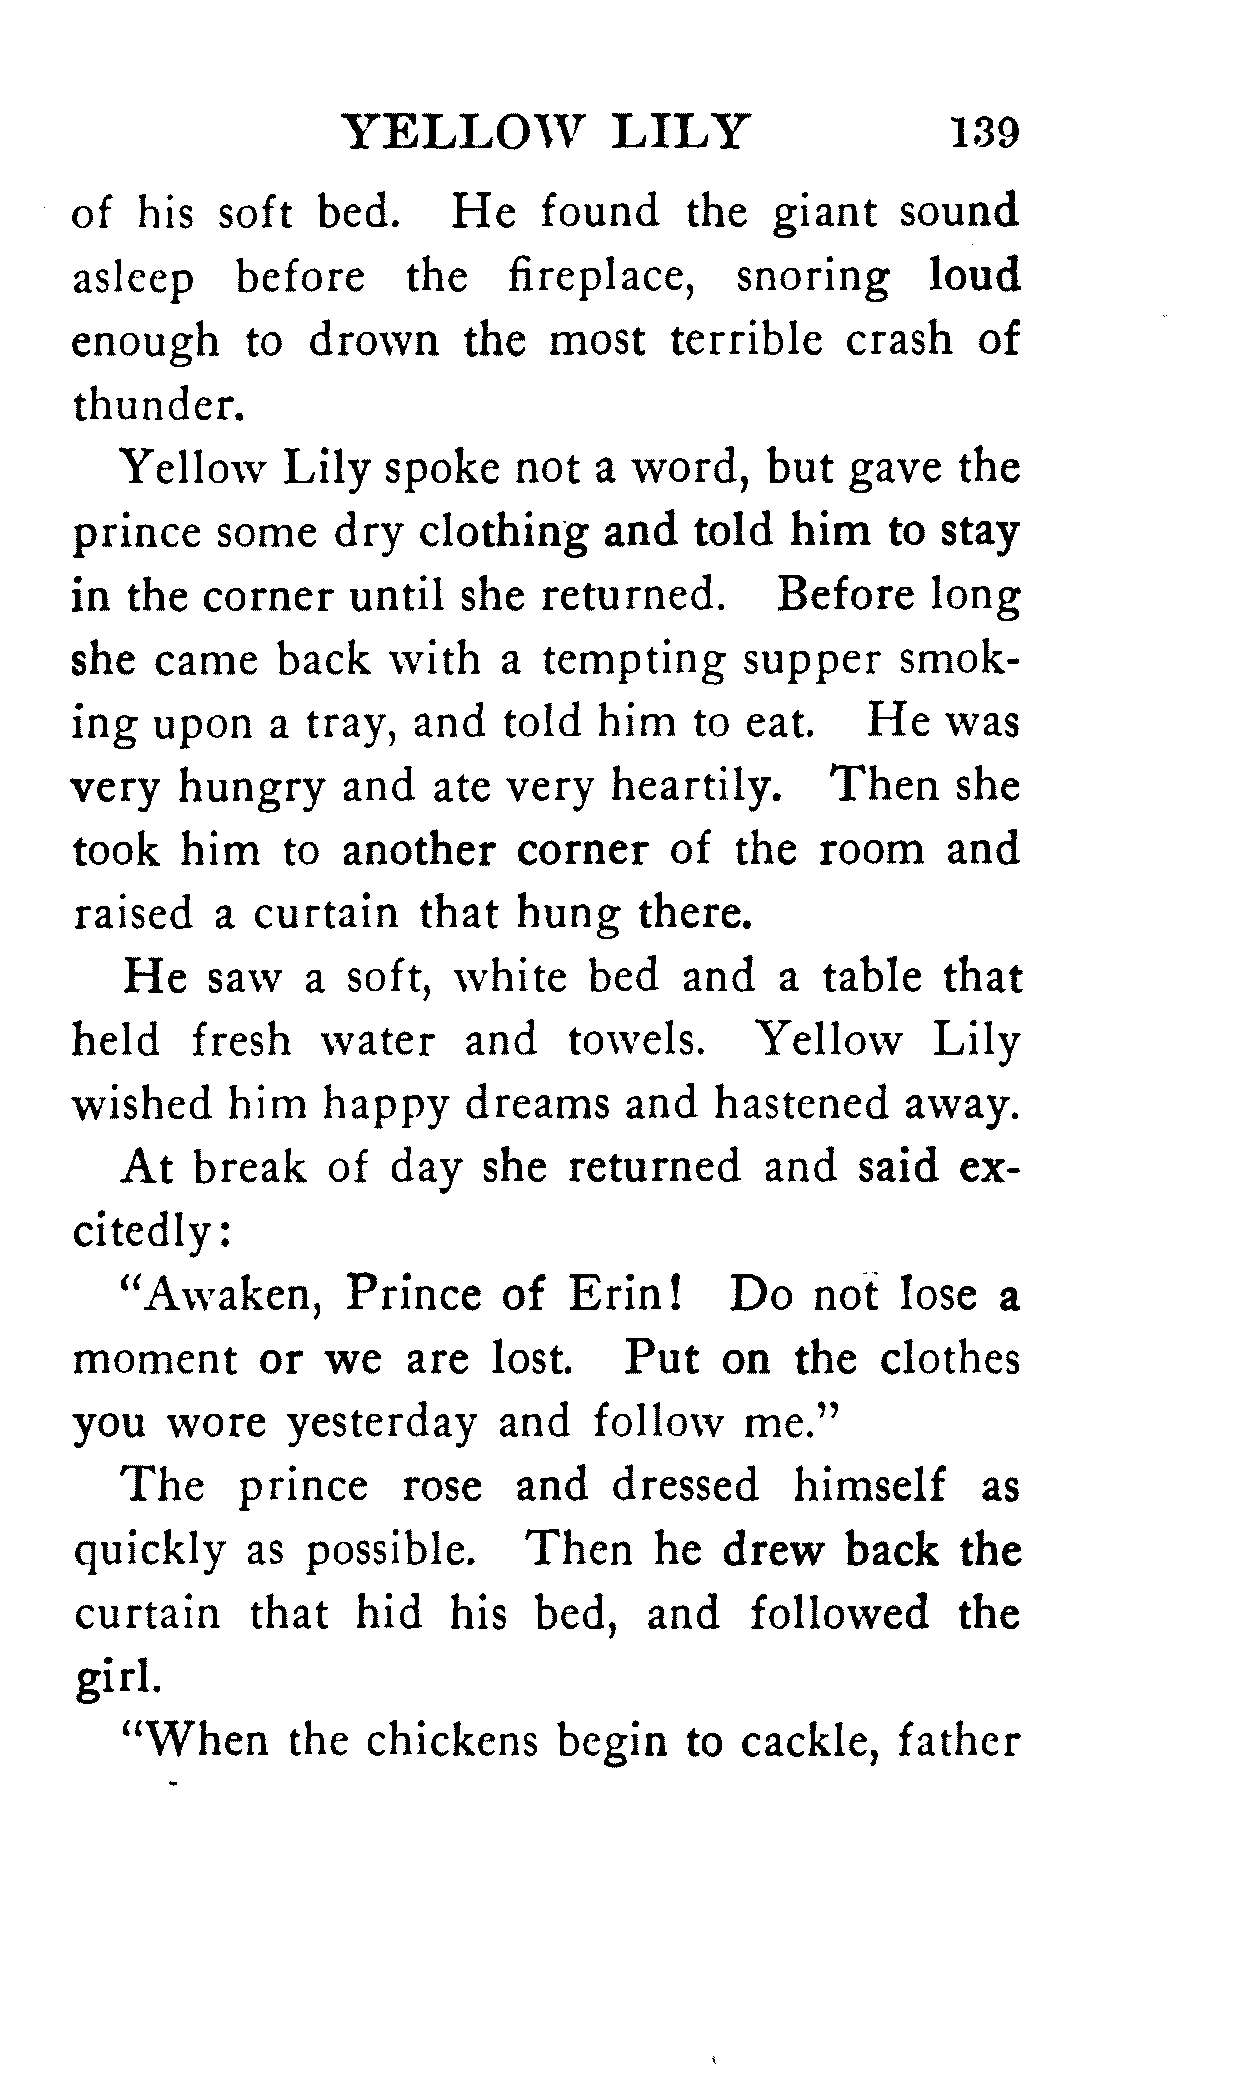 YELLOW LILY 139
of his soft bed. He found the giant sound
asleep before the fireplace, snoring loud
enough to drown the most terrible crash of
thunder.
Yellow Lily spoke not a word, but gave the
prince some dry clothing and told him to stay
in the corner until she returned. Before long
she came back with a tempting supper smok-
ing upon a tray, and told him to eat. He was
very hungry and ate very heartily. Then she
took him to another corner of the room and
raised a curtain that hung there.
He saw a soft, white bed and a table that
held fresh water and towels. Yellow Lily
wished him happy dreams and hastened away.
At break of day she returned and said ex-
citedly:
“Awaken, Prince of Erin! Do not lose a
moment or we are lost. Put on the clothes
you wore yesterday and follow me.”
The prince rose and dressed himself as
quickly as possible. Then he drew back the
curtain that hid his bed, and followed the
girl.
“When the chickens begin to cackle, father